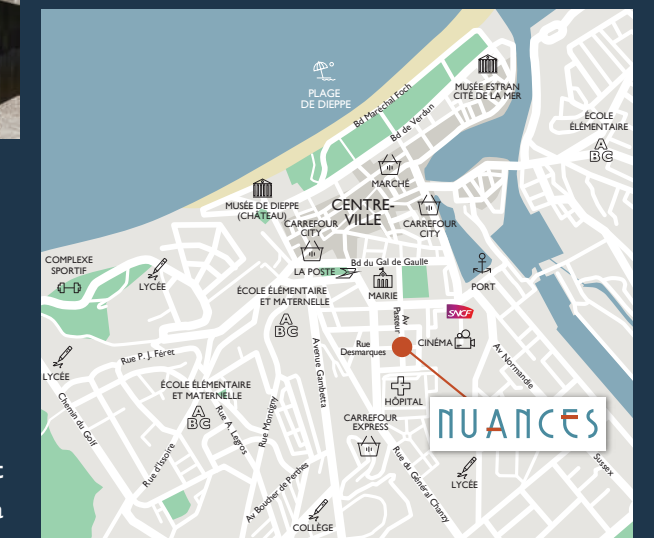 PLAGE
DE DIEPPE
Bd Maréchal Foch
Bd de Verdun
MUSÉE ESTRAN
CITÉ DE LA MER
ÉCOLE
ÉLÉMENTAIRE
A
BC
MARCHÉ
MUSÉE DE DIEPPE
(CHÂTEAU)
CENTRE-
VILLE
CARREFOUR
CITY
CARREFOUR
CITY
COMPLEXE
SPORTIF
LYCÉE
LA POSTE
Bd du Gal de Gaulle
MAIRIE
PORT
ÉCOLE ÉLÉMENTAIRE
ET MATERNELLE
A
BC
SNCF
Av
Pasteur
Rue
Desmarques
CINÉMA
Av Normandie
Rue P. J. Féret
LYCÉE
Avenue Gambetta
ÉCOLE ÉLÉMENTAIRE
ET MATERNELLE
A
BC
HÔPITAL
NUANCES
Chemin du Golf
Rue A. Legros
Rue Montigny
CARREFOUR
EXPRESS
Rue d'Issoire
Av Boucher de Perthes
Rue du Général Chanzy
LYCÉE
Sussex
COLLÈGE
t
a